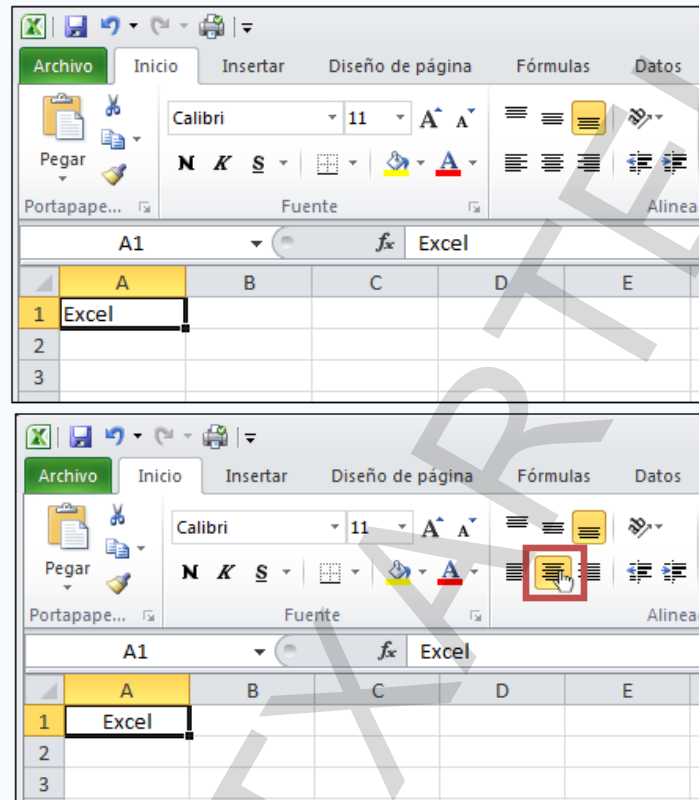 Archivo Inicio Insertar Diseño de página Fórmulas Datos
Calibri 11 A A
Pegar N K S A
Portapape... Fuente Alinea
A1 fx Excel
A B C D E
1 Excel
2
3
Archivo Inicio Insertar Diseño de página Fórmulas Datos
Calibri 11 A A
Pegar N K S A
Portapape... Fuente Alinea
A1 fx Excel
A B C D E
1 Excel
2
3